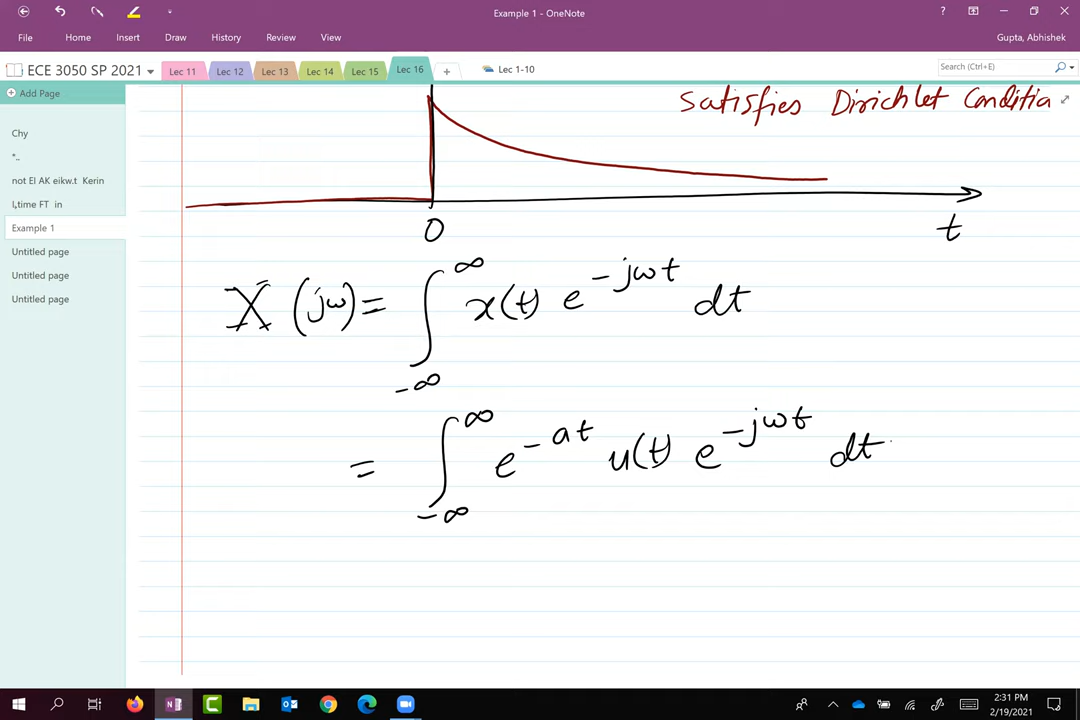 Example 1 - OneNote
?
File Home Insert Draw History Review View
Gupta, Abhishek
ECE 3050 SP 2021
Lec 11 Lec 12 Lec 13 Lec 14 Lec 15 Lec 16 + Lec 1-10
Search (Ctrl+E)
Add Page
Chy
*..
not EI AK eikw.t Kerin
I,time FT in
Example 1
Untitled page
Untitled page
Untitled page
Satisfies Dirichlet Conditio
0
t
X(jω) = ∫_{-∞}^{∞} x(t) e^{-jωt} dt
= ∫_{-∞}^{∞} e^{-at} u(t) e^{-jωt} dt
2:31 PM
2/19/2021